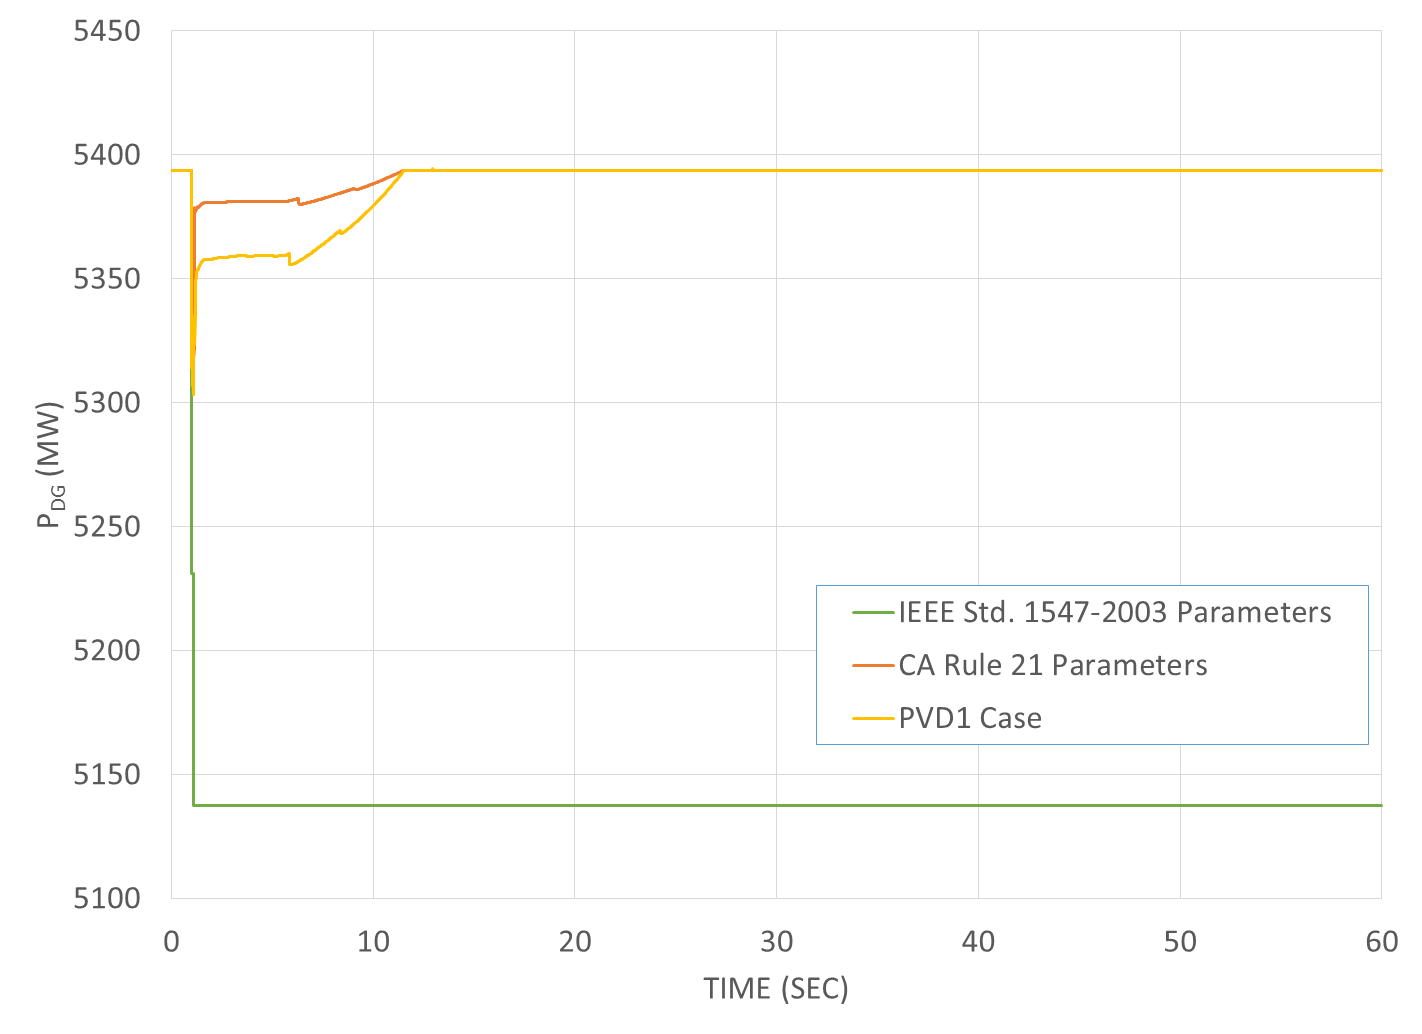 5450
5400
5350
5300
5250
5200
5150
5100
P_DG (MW)
IEEE Std. 1547-2003 Parameters
CA Rule 21 Parameters
PVD1 Case
0 10 20 30 40 50 60
TIME (SEC)